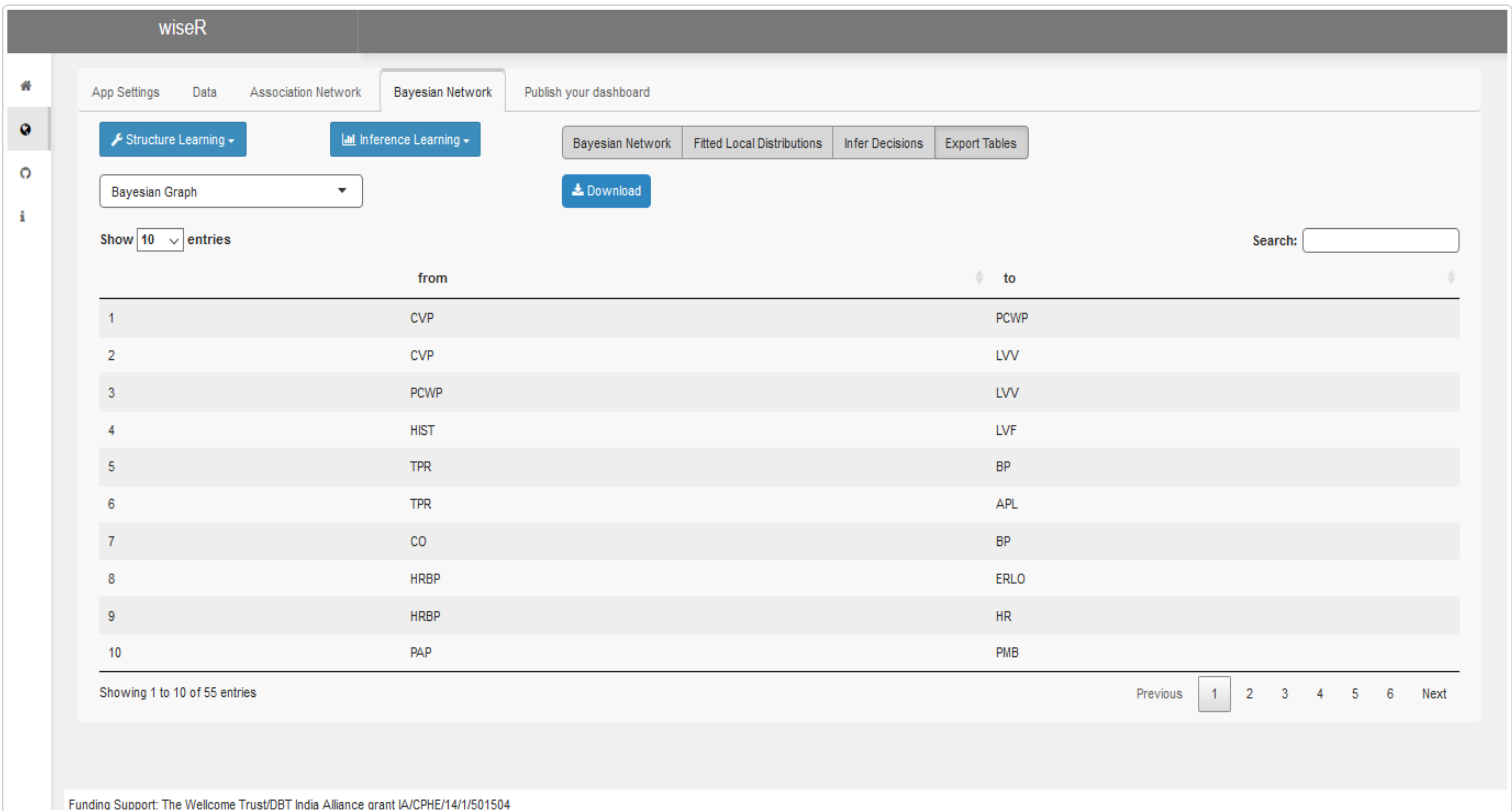 wiseR
App Settings Data Association Network Bayesian Network Publish your dashboard
Structure Learning Inference Learning Bayesian Network Fitted Local Distributions Infer Decisions Export Tables
Bayesian Graph Download
Show 10 entries Search:
from to
1 CVP PCWP
2 CVP LVV
3 PCWP LVV
4 HIST LVF
5 TPR BP
6 TPR APL
7 CO BP
8 HRBP ERLO
9 HRBP HR
10 PAP PMB
Showing 1 to 10 of 55 entries Previous 1 2 3 4 5 6 Next
Funding Support: The Wellcome Trust/DBT India Alliance grant IA/CPHE/14/1/501504